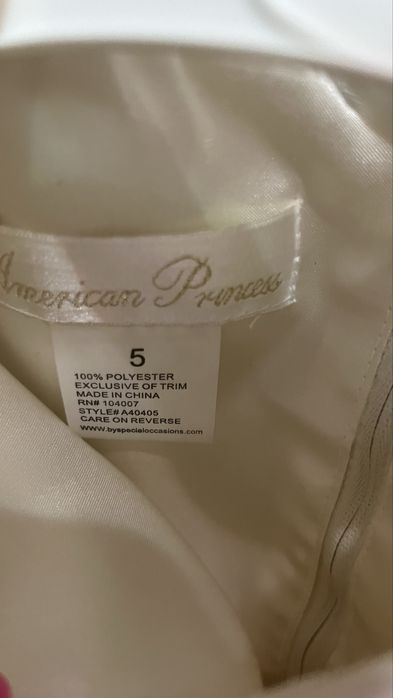 American Princess
5
100% POLYESTER
EXCLUSIVE OF TRIM
MADE IN CHINA
RN# 104007
STYLE# A40405
CARE ON REVERSE
www.byspecialoccasions.com